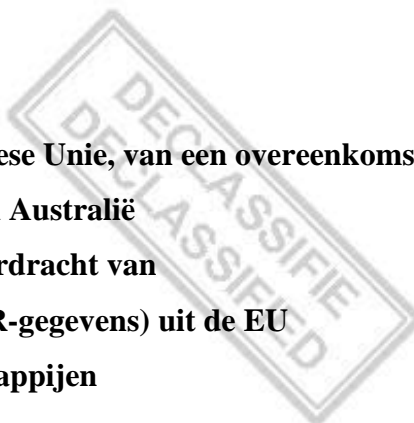 ese Unie, van een overeenkoms
Australië
rdracht van
R-gegevens) uit de EU
appijen
DECLASSIFIE
DECLASSIFIED